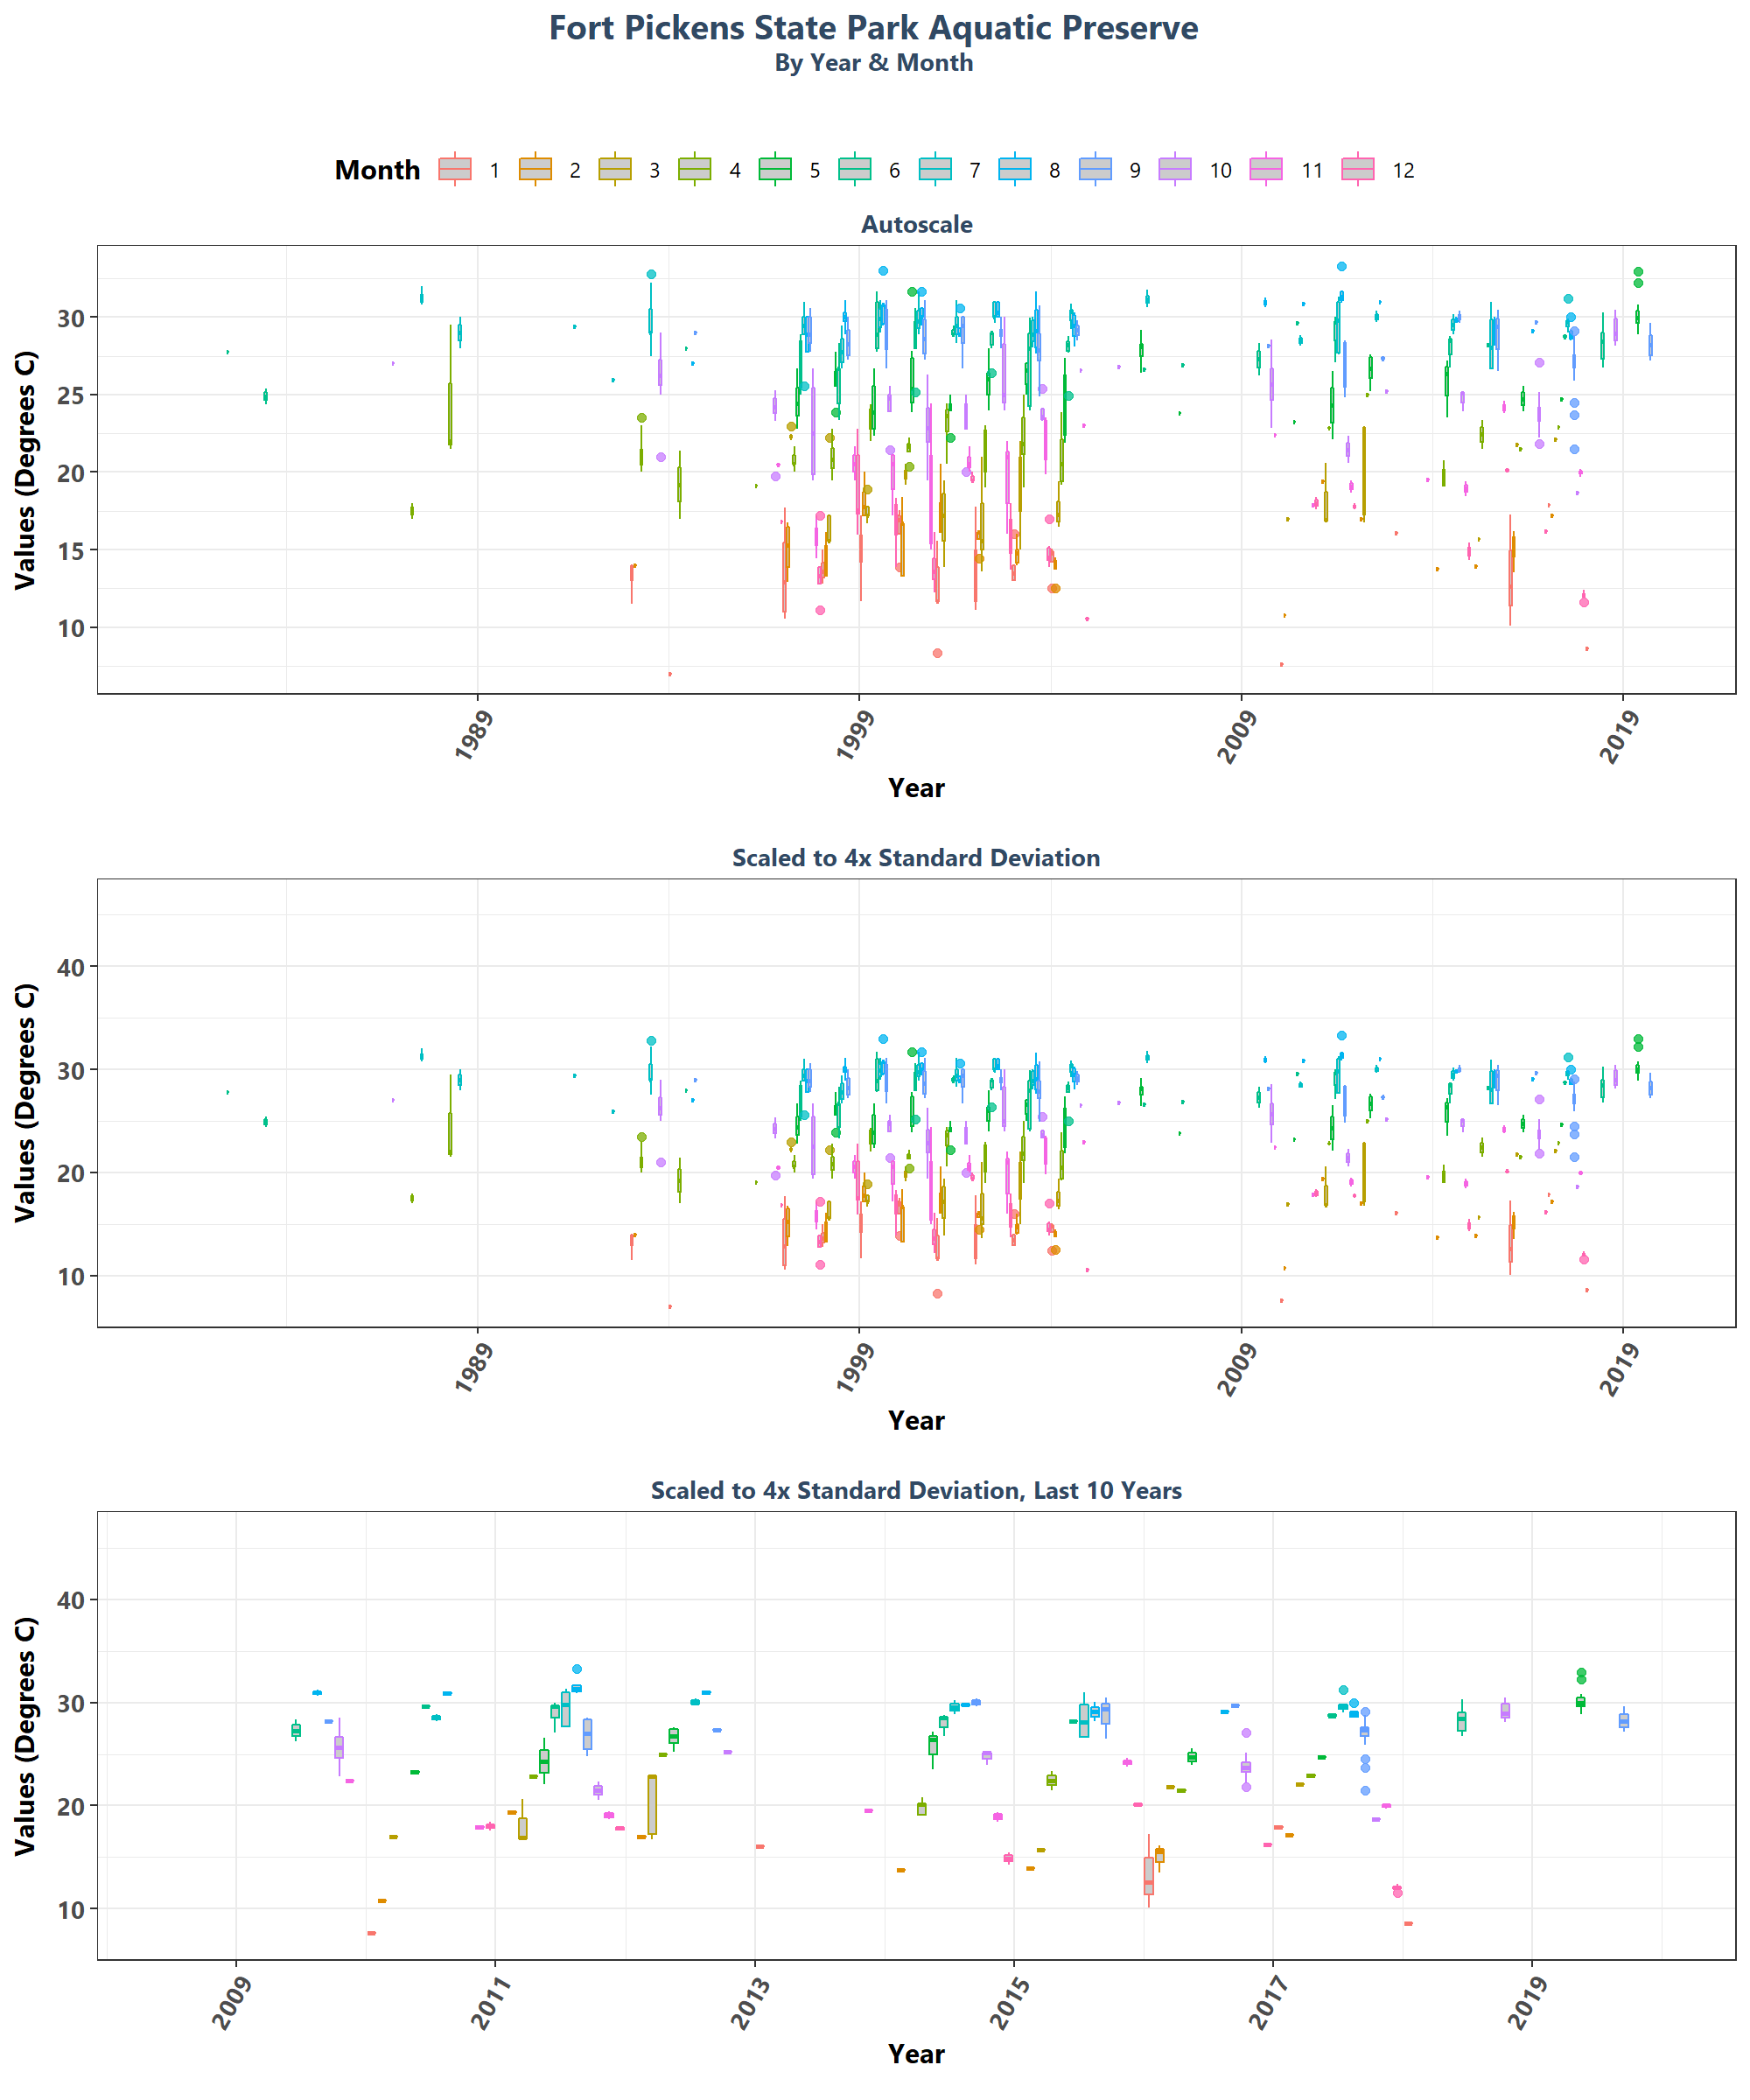 Fort Pickens State Park Aquatic Preserve
By Year & Month
Month 1 2 3 4 5 6 7 8 9 10 11 12
Autoscale
Values (Degrees C)
30
25
20
15
10
1989 1999 2009 2019
Year
Scaled to 4x Standard Deviation
Values (Degrees C)
40
30
20
10
1989 1999 2009 2019
Year
Scaled to 4x Standard Deviation, Last 10 Years
Values (Degrees C)
40
30
20
10
2009 2011 2013 2015 2017 2019
Year